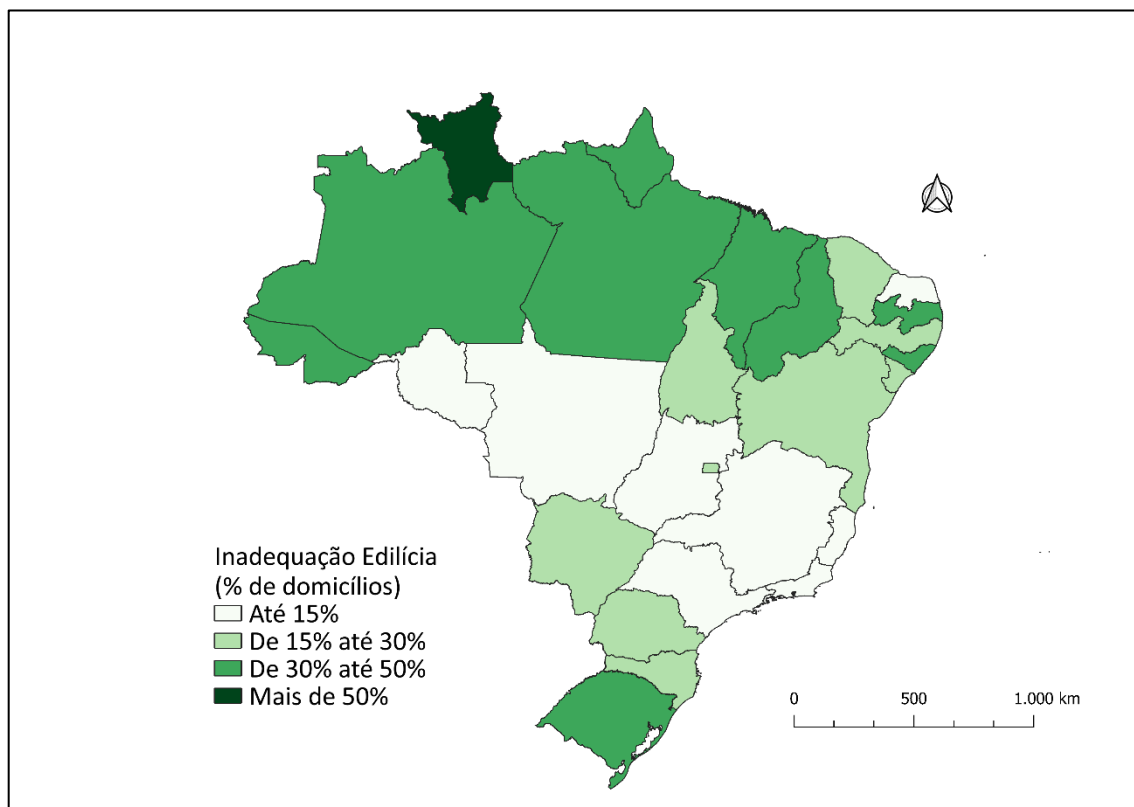 Inadequação Edilícia
(% de domicílios)
Até 15%
De 15% até 30%
De 30% até 50%
Mais de 50%
0 500 1.000 km